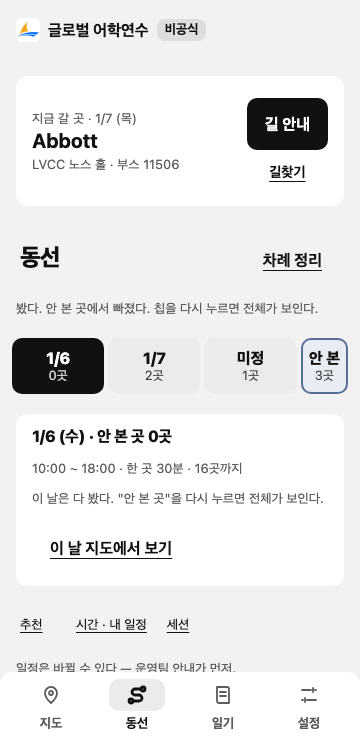 글로벌 어학연수 비공식
지금 갈 곳 · 1/7 (목)
Abbott
LVCC 노스 홀 · 부스 11506
길 안내
길찾기
동선
차례 정리
봤다. 안 본 곳에서 빠졌다. 칩을 다시 누르면 전체가 보인다.
1/6
0곳
1/7
2곳
미정
1곳
안 본
3곳
1/6 (수) · 안 본 곳 0곳
10:00 ~ 18:00 · 한 곳 30분 · 16곳까지
이 날은 다 봤다. "안 본 곳"을 다시 누르면 전체가 보인다.
이 날 지도에서 보기
추천 시간 · 내 일정 세션
일정은 바뀔 수 있다 — 운영팀 안내가 먼저.
지도 동선 일기 설정